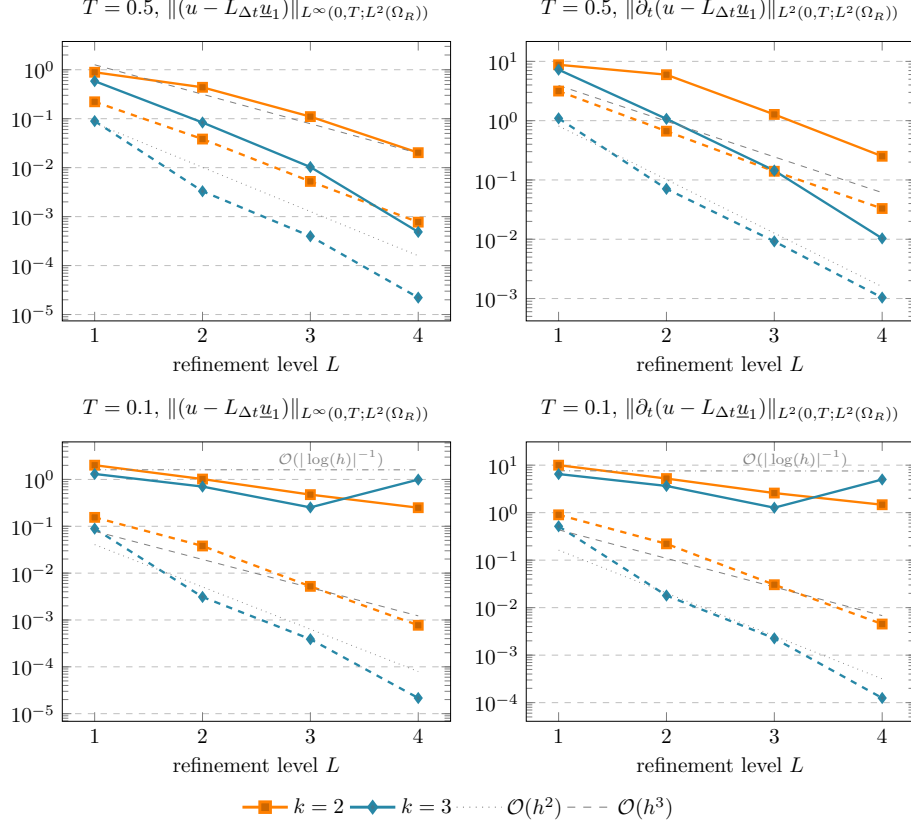 T = 0.5, ∥(u − L_{Δt}u̲_1)∥_{L^∞(0,T;L^2(Ω_R))}
10^0
10^{−1}
10^{−2}
10^{−3}
10^{−4}
10^{−5}
1 2 3 4
refinement level L
T = 0.5, ∥∂_t(u − L_{Δt}u̲_1)∥_{L^2(0,T;L^2(Ω_R))}
10^1
10^0
10^{−1}
10^{−2}
10^{−3}
1 2 3 4
refinement level L
T = 0.1, ∥(u − L_{Δt}u̲_1)∥_{L^∞(0,T;L^2(Ω_R))}
O(|log(h)|^{−1})
10^0
10^{−1}
10^{−2}
10^{−3}
10^{−4}
10^{−5}
1 2 3 4
refinement level L
T = 0.1, ∥∂_t(u − L_{Δt}u̲_1)∥_{L^2(0,T;L^2(Ω_R))}
O(|log(h)|^{−1})
10^1
10^0
10^{−1}
10^{−2}
10^{−3}
10^{−4}
1 2 3 4
refinement level L
k = 2 k = 3 O(h^2) O(h^3)